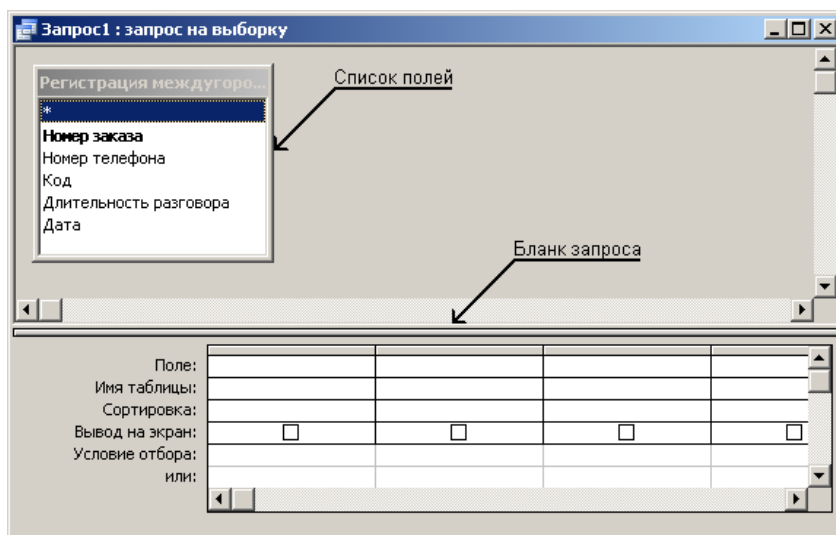 Запрос1 : запрос на выборку
Регистрация междугоро...
Список полей
*
Номер заказа
Номер телефона
Код
Длительность разговора
Дата
Бланк запроса
Поле:
Имя таблицы:
Сортировка:
Вывод на экран:
Условие отбора:
или: